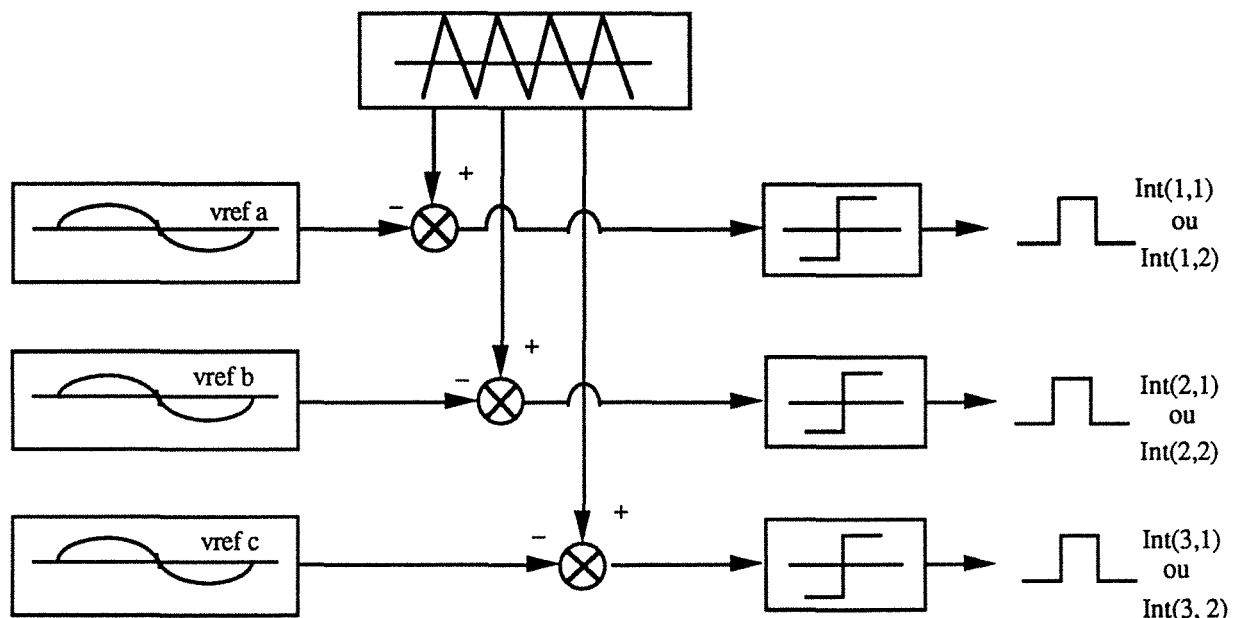 +
−
vref a
Int(1,1)
ou
Int(1,2)
+
−
vref b
Int(2,1)
ou
Int(2,2)
+
−
vref c
Int(3,1)
ou
Int(3, 2)